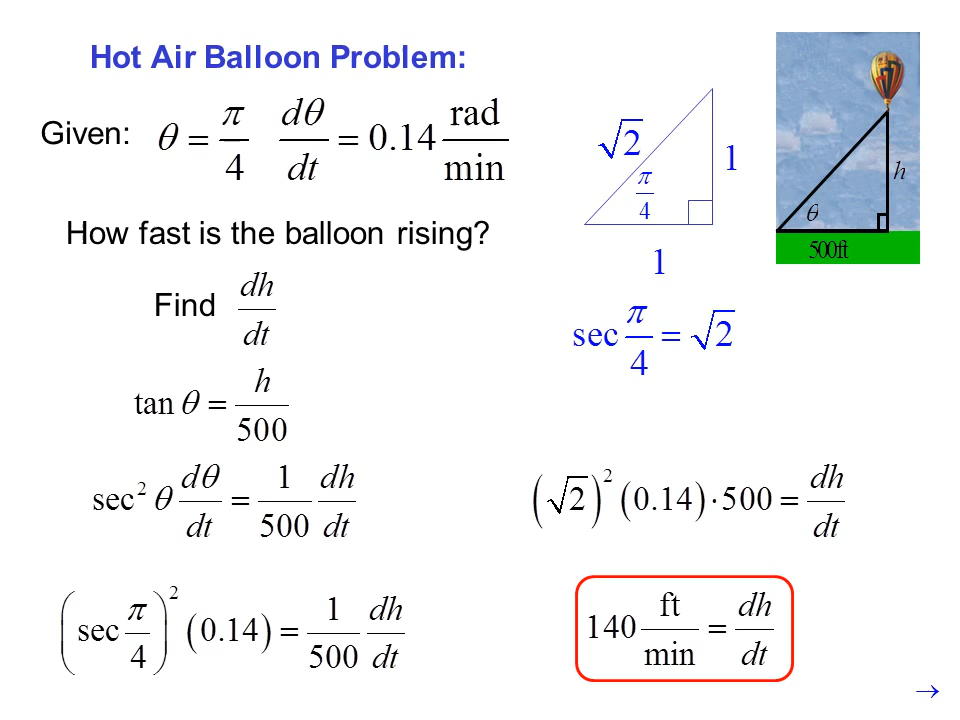 Hot Air Balloon Problem:
Given: θ = π/4 dθ/dt = 0.14 rad/min
How fast is the balloon rising?
Find dh/dt
tan θ = h/500
sec² θ dθ/dt = 1/500 dh/dt
(sec π/4)² (0.14) = 1/500 dh/dt
√2
π/4
1
1
sec π/4 = √2
h
θ
500ft
(√2)² (0.14)·500 = dh/dt
140 ft/min = dh/dt
→